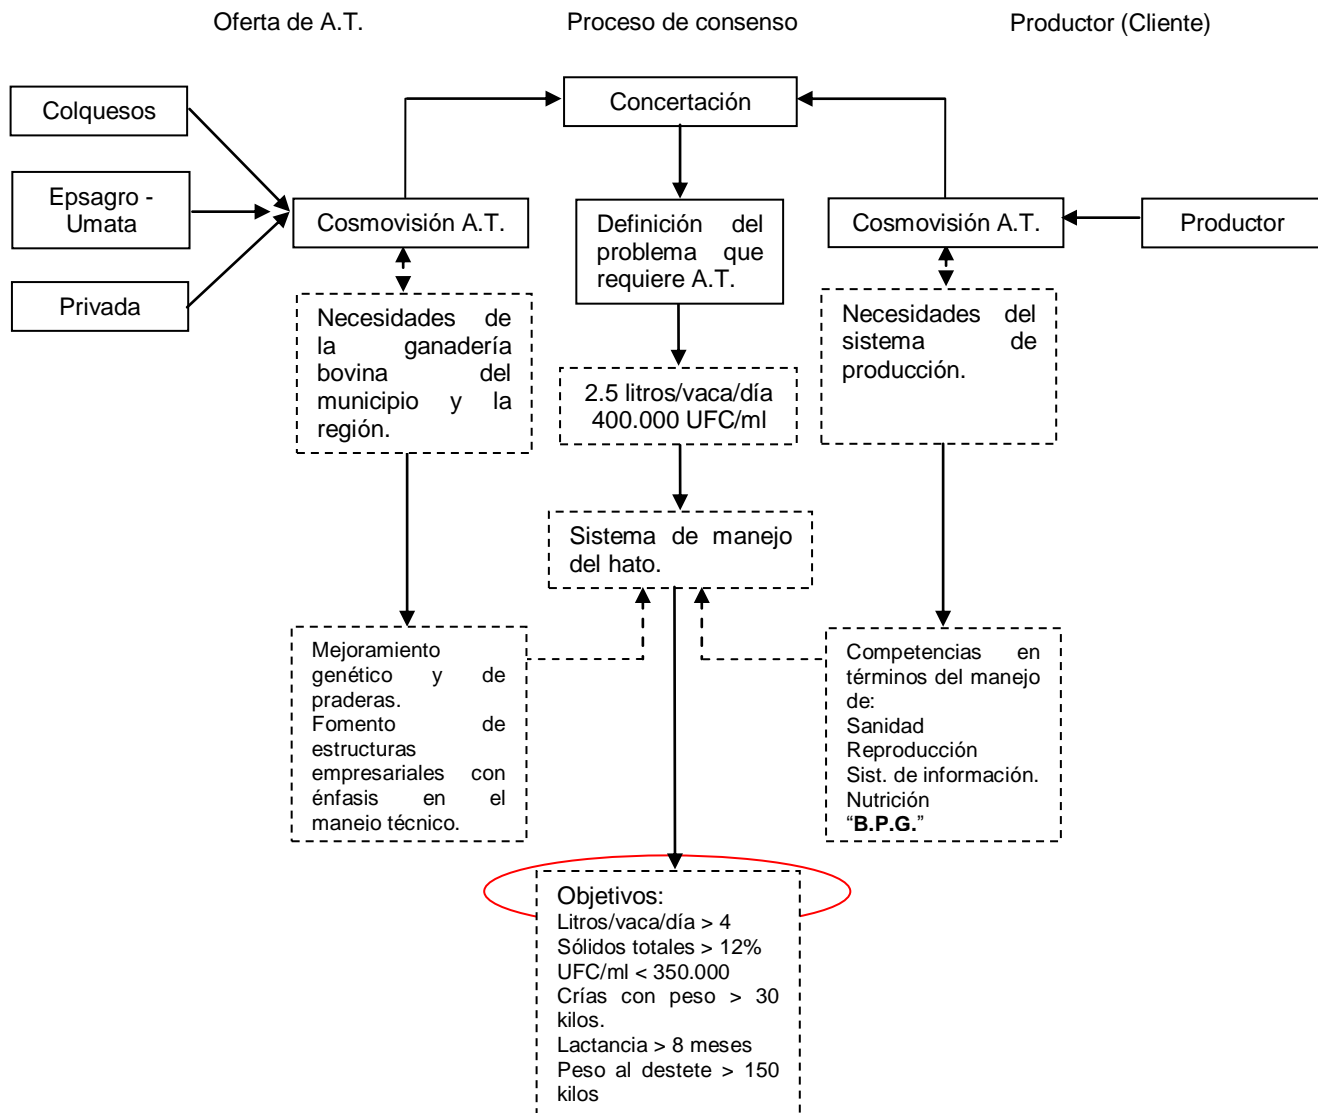 Oferta de A.T.
Proceso de consenso
Productor (Cliente)
Colquesos
Epsagro -
Umata
Privada
Cosmovisión A.T.
Necesidades de
la ganadería
bovina del
municipio y la
región.
Mejoramiento
genético y de
praderas.
Fomento de
estructuras
empresariales con
énfasis en el
manejo técnico.
Concertación
Definición del
problema que
requiere A.T.
2.5 litros/vaca/día
400.000 UFC/ml
Sistema de manejo
del hato.
Objetivos:
Litros/vaca/día > 4
Sólidos totales > 12%
UFC/ml < 350.000
Crías con peso > 30
kilos.
Lactancia > 8 meses
Peso al destete > 150
kilos
Cosmovisión A.T.
Productor
Necesidades del
sistema de
producción.
Competencias en
términos del manejo
de:
Sanidad
Reproducción
Sist. de información.
Nutrición
“B.P.G.”